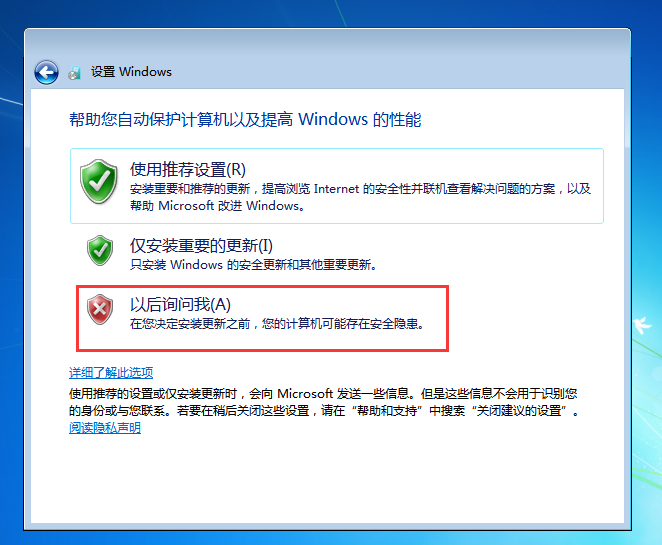 设置 Windows
帮助您自动保护计算机以及提高 Windows 的性能
使用推荐设置(R)
安装重要和推荐的更新，提高浏览 Internet 的安全性并联机查看解决问题的方案，以及
帮助 Microsoft 改进 Windows。
仅安装重要的更新(I)
只安装 Windows 的安全更新和其他重要更新。
以后询问我(A)
在您决定安装更新之前，您的计算机可能存在安全隐患。
详细了解此选项
使用推荐的设置或仅安装更新时，会向 Microsoft 发送一些信息。但是这些信息不会用于识别您
的身份或与您联系。若要在稍后关闭这些设置，请在“帮助和支持”中搜索“关闭建议的设置”。
阅读隐私声明